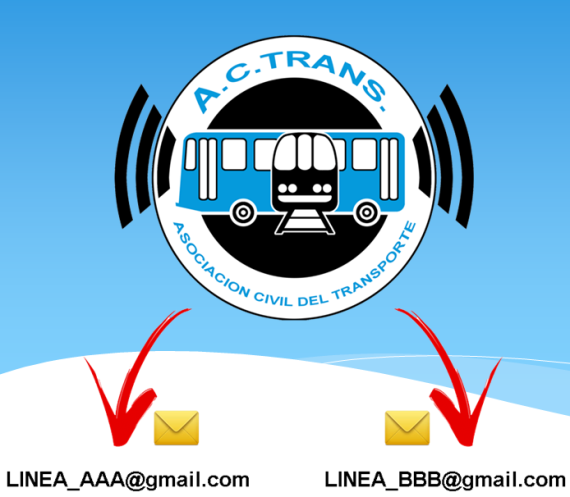 A.C.TRANS.
ASOCIACION CIVIL DEL TRANSPORTE
LINEA_AAA@gmail.com
LINEA_BBB@gmail.com